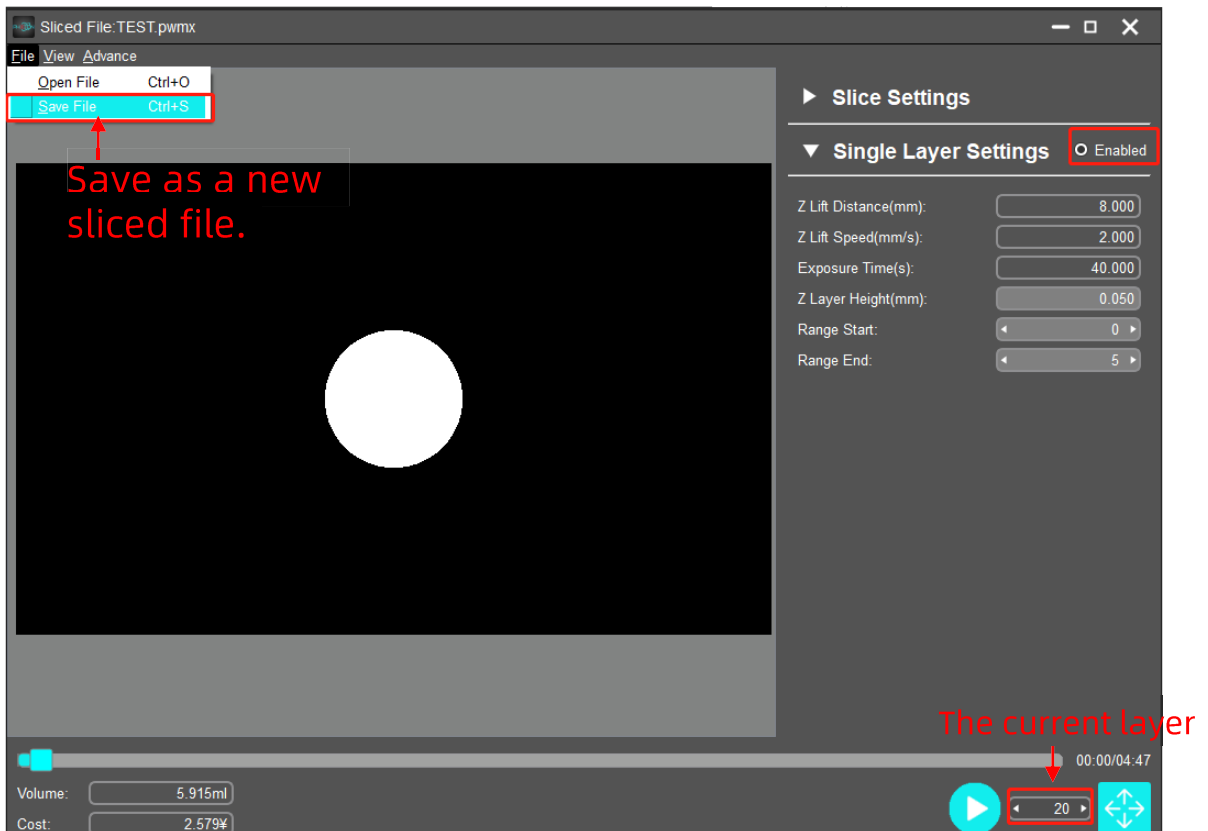 Sliced File:TEST.pwmx
File View Advance
Open File Ctrl+O
Save File Ctrl+S
Save as a new
sliced file.
Slice Settings
Single Layer Settings Enabled
Z Lift Distance(mm): 8.000
Z Lift Speed(mm/s): 2.000
Exposure Time(s): 40.000
Z Layer Height(mm): 0.050
Range Start: 0
Range End: 5
The current layer
00:00/04:47
Volume: 5.915ml
20
Cost: 2.579¥